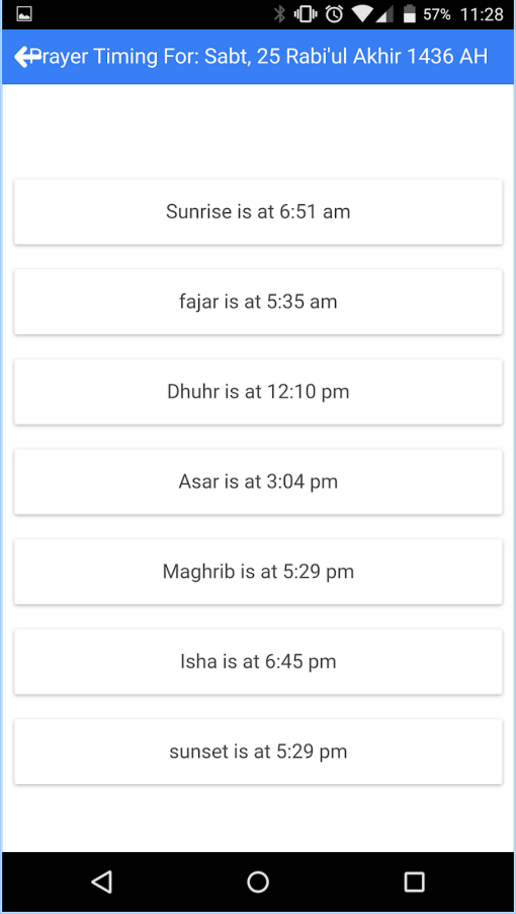 57% 11:28
Prayer Timing For: Sabt, 25 Rabi'ul Akhir 1436 AH
Sunrise is at 6:51 am
fajar is at 5:35 am
Dhuhr is at 12:10 pm
Asar is at 3:04 pm
Maghrib is at 5:29 pm
Isha is at 6:45 pm
sunset is at 5:29 pm